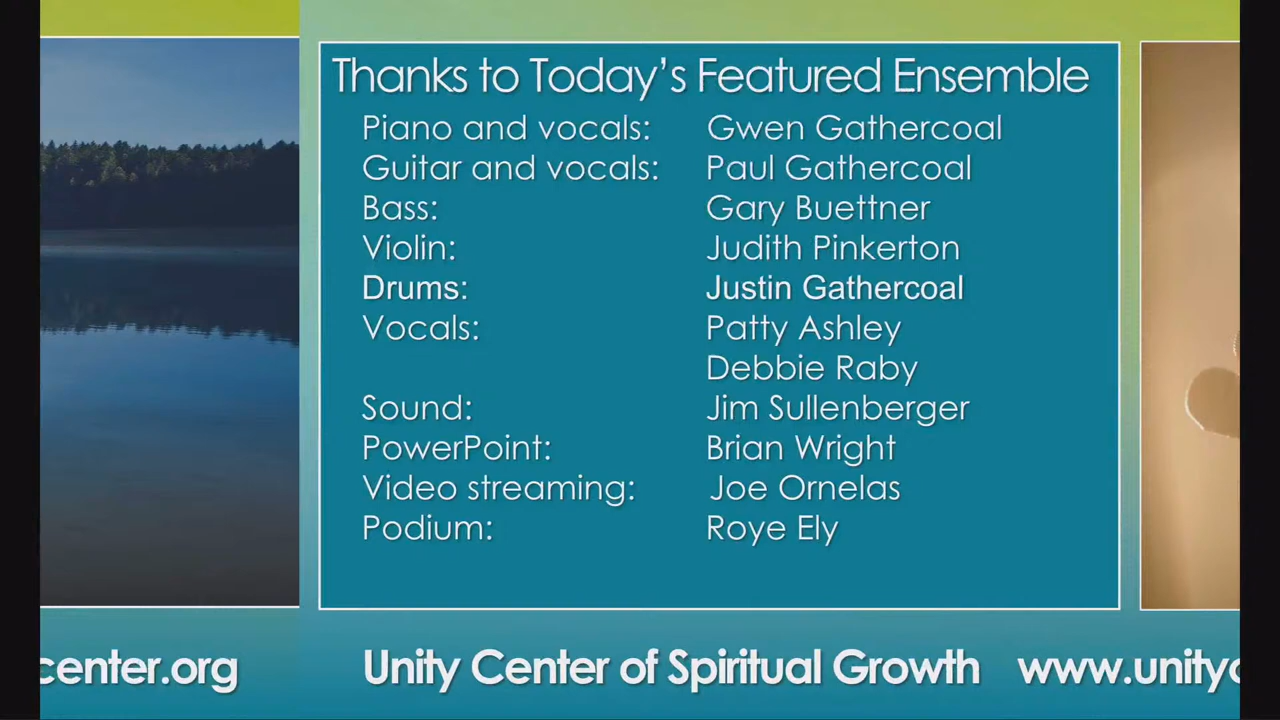 Thanks to Today's Featured Ensemble
Piano and vocals: Gwen Gathercoal
Guitar and vocals: Paul Gathercoal
Bass: Gary Buettner
Violin: Judith Pinkerton
Drums: Justin Gathercoal
Vocals: Patty Ashley
Debbie Raby
Sound: Jim Sullenberger
PowerPoint: Brian Wright
Video streaming: Joe Ornelas
Podium: Roye Ely
center.org Unity Center of Spiritual Growth www.unityc